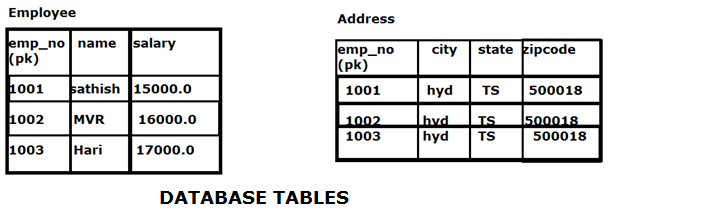 Employee
emp_no name salary
(pk)
1001 sathish 15000.0
1002 MVR 16000.0
1003 Hari 17000.0
Address
emp_no city state zipcode
(pk)
1001 hyd TS 500018
1002 hyd TS 500018
1003 hyd TS 500018
DATABASE TABLES